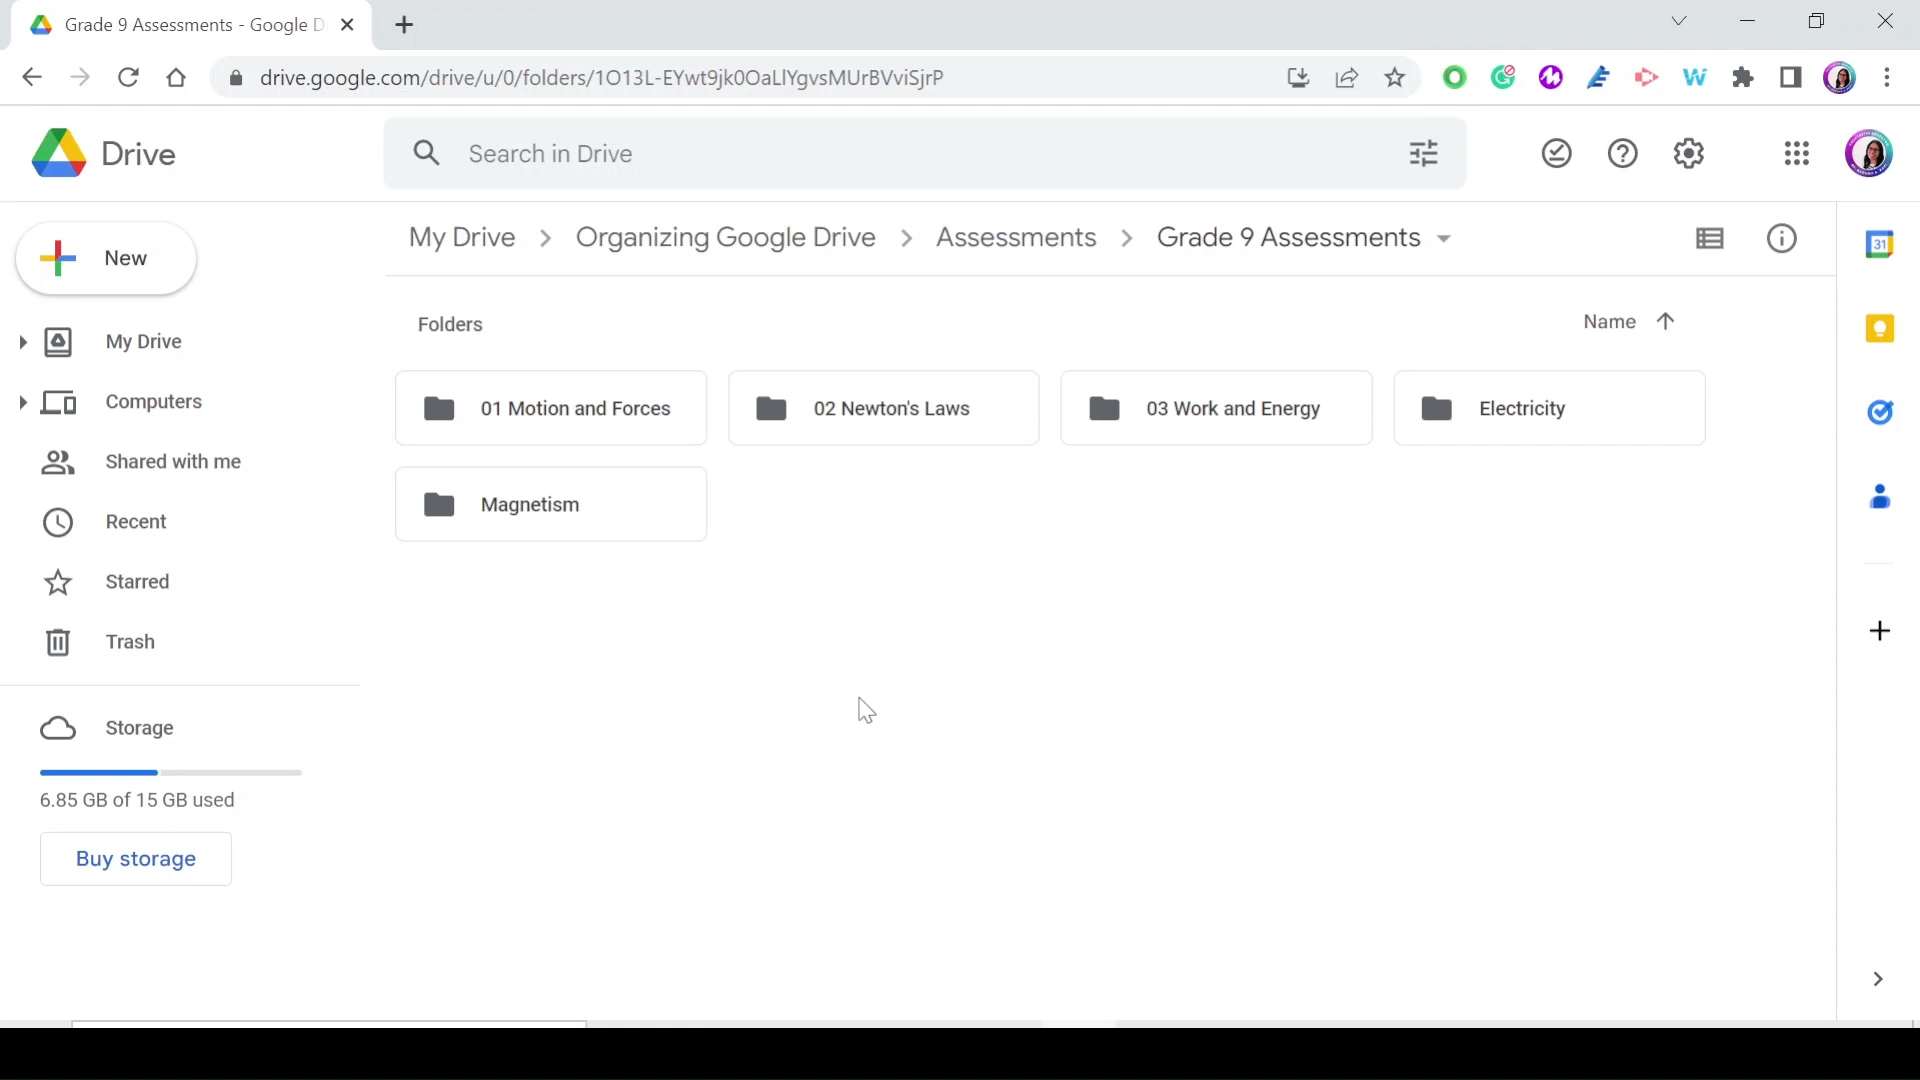 Grade 9 Assessments - Google D
drive.google.com/drive/u/0/folders/1O13L-EYwt9jk0OaLlYgvsMUrBVviSjrP
Drive
Search in Drive
New
My Drive
Computers
Shared with me
Recent
Starred
Trash
Storage
6.85 GB of 15 GB used
Buy storage
My Drive > Organizing Google Drive > Assessments > Grade 9 Assessments
Folders
Name
01 Motion and Forces
02 Newton's Laws
03 Work and Energy
Electricity
Magnetism
31